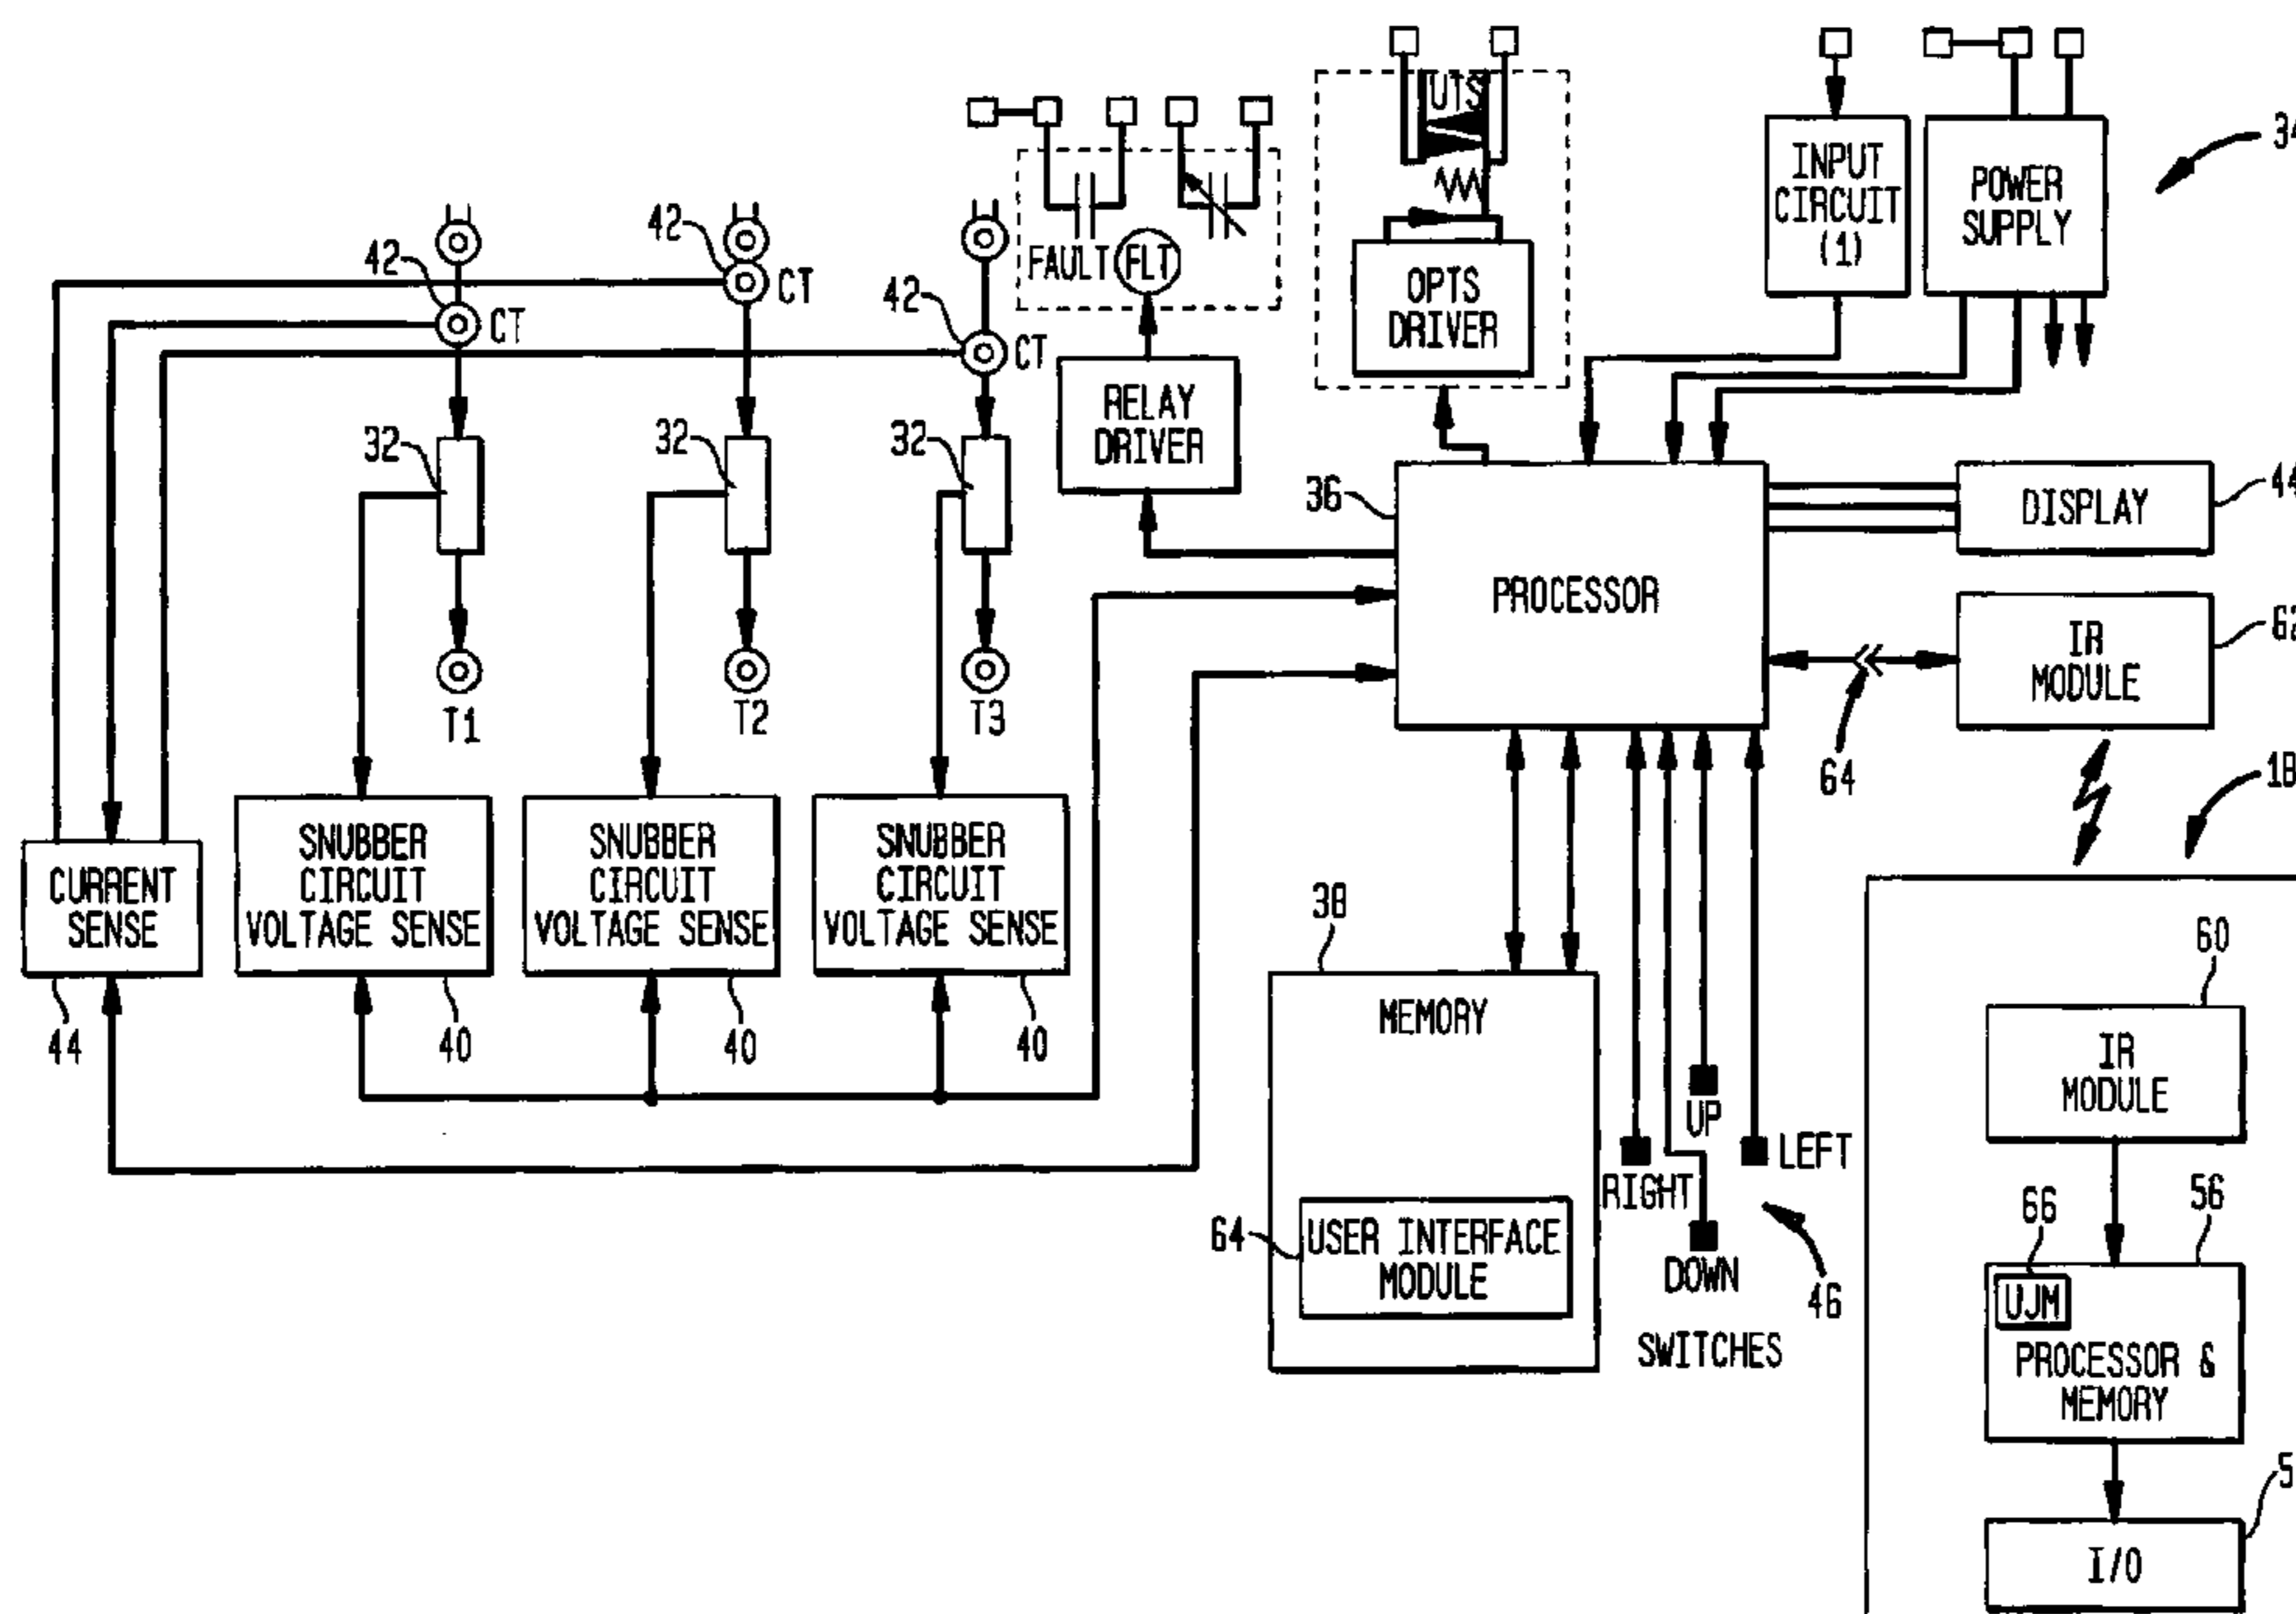 UTS
INPUT
CIRCUIT
(1)
POWER
SUPPLY
42
42
CT
FAULT
FLT
OPTS
DRIVER
42
CT
CT
RELAY
DRIVER
32
32
32
36
DISPLAY
PROCESSOR
IR
MODULE
T1
T2
T3
64
18
CURRENT
SENSE
SNUBBER
CIRCUIT
VOLTAGE SENSE
SNUBBER
CIRCUIT
VOLTAGE SENSE
SNUBBER
CIRCUIT
VOLTAGE SENSE
38
60
44
40
40
40
MEMORY
IR
MODULE
UP
LEFT
RIGHT
64
USER INTERFACE
MODULE
DOWN
46
SWITCHES
66
56
UJM
PROCESSOR &
MEMORY
I/O